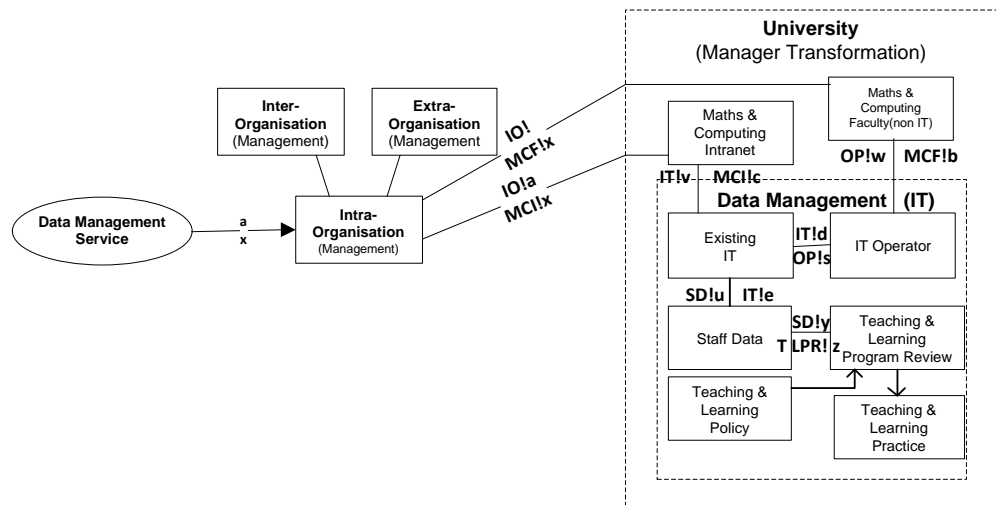 University
(Manager Transformation)
Inter-
Organisation
(Management)
Extra-
Organisation
(Management
IO!
MCF!x
IO!a
MCI!x
Maths &
Computing
Intranet
Maths &
Computing
Faculty(non IT)
IT!v MCI!c
OP!w MCF!b
Data Management (IT)
Data Management
Service
a
x
Intra-
Organisation
(Management)
Existing
IT
IT!d
OP!s
IT Operator
SD!u IT!e
Staff Data
SD!y
T LPR! z
Teaching &
Learning
Program Review
Teaching &
Learning
Policy
Teaching &
Learning
Practice